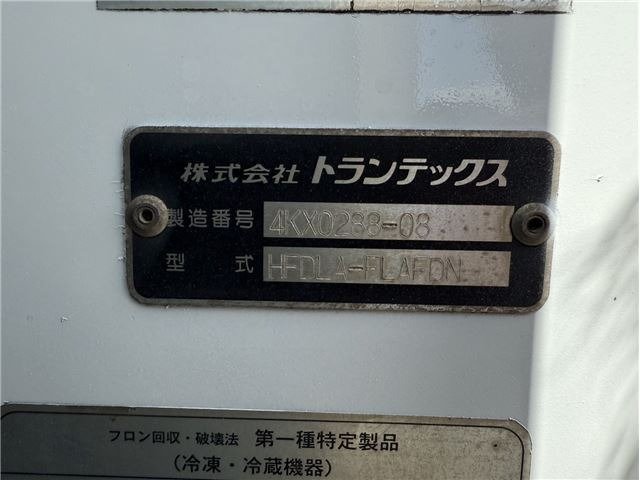 株式会社 トランテックス
製造番号 4KX0288-08
型式 HFDLA-FLAFDN
フロン回収・破壊法 第一種特定製品
(冷凍・冷蔵機器)